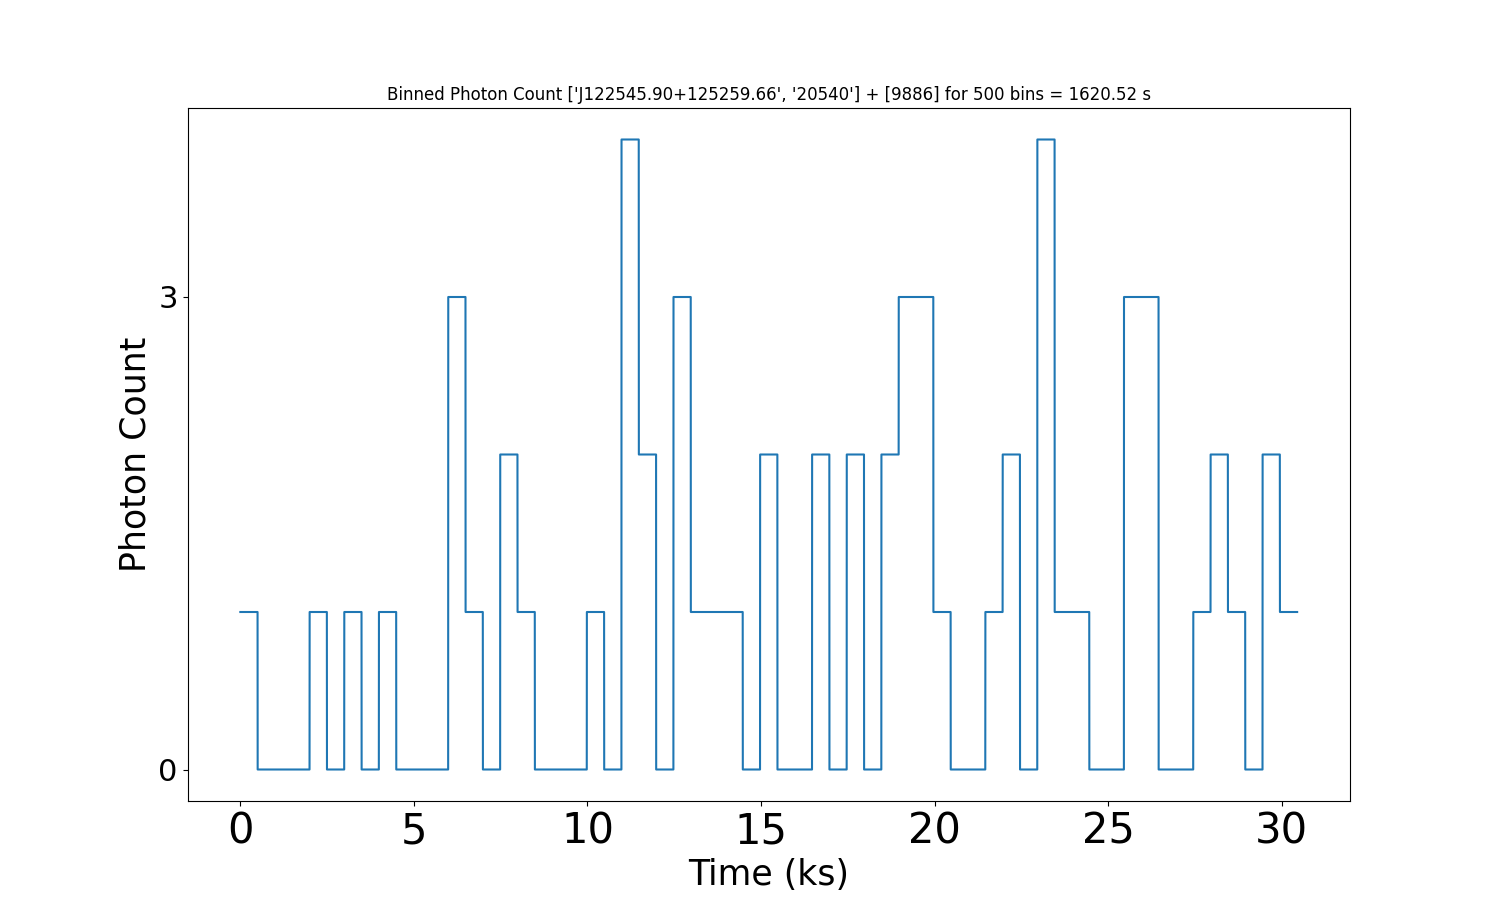 Binned Photon Count ['J122545.90+125259.66', '20540'] + [9886] for 500 bins = 1620.52 s
3
Photon Count
0
0 5 10 15 20 25 30
Time (ks)